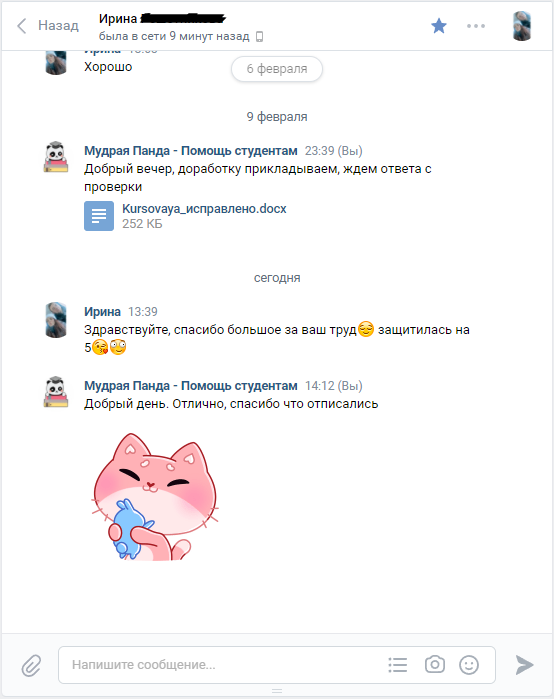 Назад
Ирина
была в сети 9 минут назад
Хорошо
6 февраля
9 февраля
Мудрая Панда - Помощь студентам 23:39 (Вы)
Добрый вечер, доработку прикладываем, ждем ответа с
проверки
Kursovaya_исправлено.docx
252 КБ
сегодня
Ирина 13:39
Здравствуйте, спасибо большое за ваш труд😌 защитилась на
5😘😳
Мудрая Панда - Помощь студентам 14:12 (Вы)
Добрый день. Отлично, спасибо что отписались
Напишите сообщение...